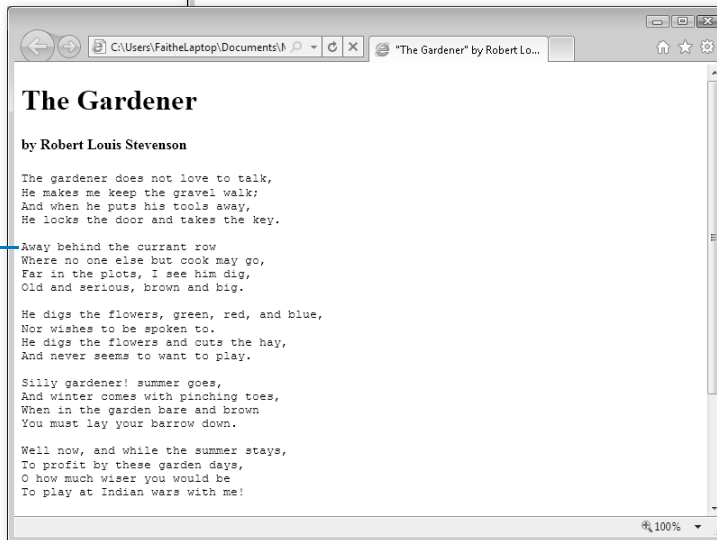 C:\Users\FaitheLaptop\Documents\
"The Gardener" by Robert Lo...
The Gardener
by Robert Louis Stevenson
The gardener does not love to talk,
He makes me keep the gravel walk;
And when he puts his tools away,
He locks the door and takes the key.
Away behind the currant row
Where no one else but cook may go,
Far in the plots, I see him dig,
Old and serious, brown and big.
He digs the flowers, green, red, and blue,
Nor wishes to be spoken to.
He digs the flowers and cuts the hay,
And never seems to want to play.
Silly gardener! summer goes,
And winter comes with pinching toes,
When in the garden bare and brown
You must lay your barrow down.
Well now, and while the summer stays,
To profit by these garden days,
O how much wiser you would be
To play at Indian wars with me!
100%